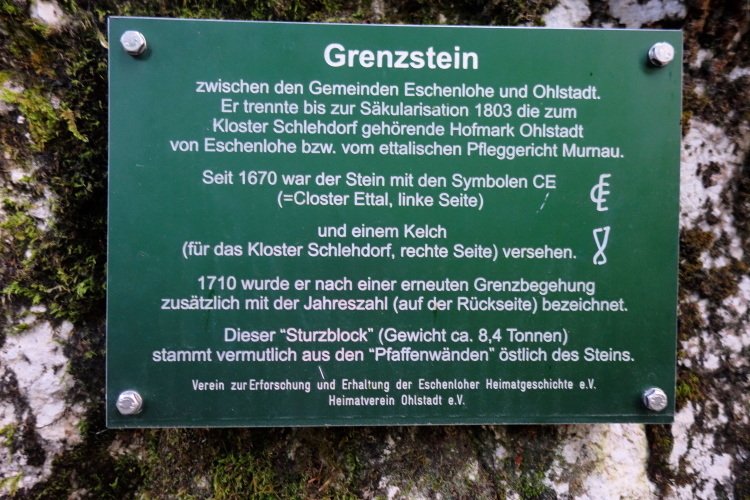 Grenzstein
zwischen den Gemeinden Eschenlohe und Ohlstadt.
Er trennte bis zur Säkularisation 1803 die zum
Kloster Schlehdorf gehörende Hofmark Ohlstadt
von Eschenlohe bzw. vom ettalischen Pfleggericht Murnau.
Seit 1670 war der Stein mit den Symbolen CE
(=Closter Ettal, linke Seite)
und einem Kelch
(für das Kloster Schlehdorf, rechte Seite) versehen.
1710 wurde er nach einer erneuten Grenzbegehung
zusätzlich mit der Jahreszahl (auf der Rückseite) bezeichnet.
Dieser “Sturzblock” (Gewicht ca. 8,4 Tonnen)
stammt vermutlich aus den “Pfaffenwänden” östlich des Steins.
Verein zur Erforschung und Erhaltung der Eschenloher Heimatgeschichte e.V.
Heimatverein Ohlstadt e.V.